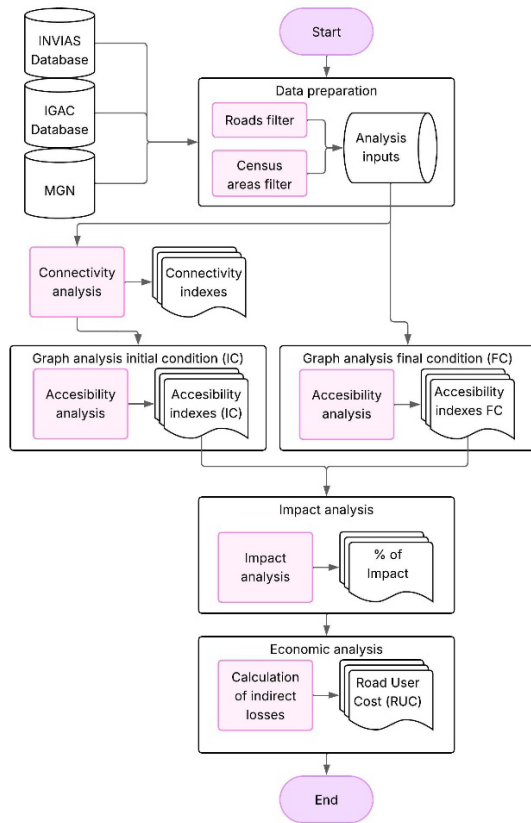 Start
INVIAS
Database
IGAC
Database
MGN
Data preparation
Roads filter
Census
areas filter
Analysis
inputs
Connectivity
analysis
Connectivity
indexes
Graph analysis initial condition (IC)
Accesibility
analysis
Accesibility
indexes (IC)
Graph analysis final condition (FC)
Accesibility
analysis
Accesibility
indexes FC
Impact analysis
Impact
analysis
% of
Impact
Economic analysis
Calculation
of indirect
losses
Road User
Cost (RUC)
End